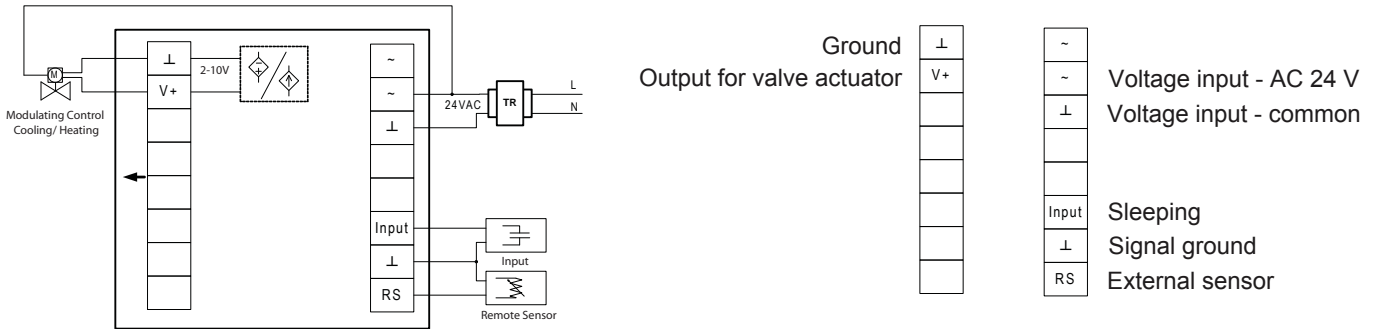 M
Modulating Control
Cooling/ Heating
⊥
V+
2-10V
~
~
⊥
Input
⊥
RS
24VAC
TR
L
N
Input
Remote Sensor
Ground ⊥
Output for valve actuator V+
~
~ Voltage input - AC 24 V
⊥ Voltage input - common
Input Sleeping
⊥ Signal ground
RS External sensor